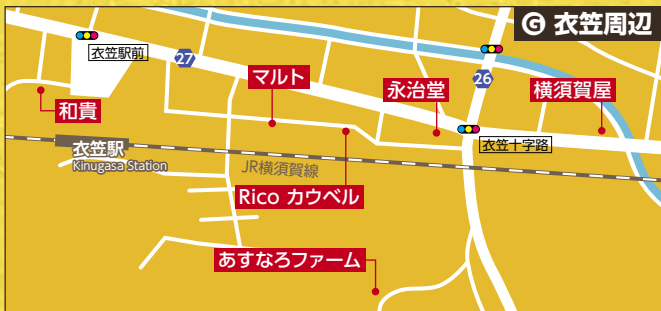 G 衣笠周辺
衣笠駅前
27
マルト
永治堂
26
横須賀屋
和貴
衣笠十字路
衣笠駅
Kinugasa Station
JR横須賀線
Rico カウベル
あすなろファーム